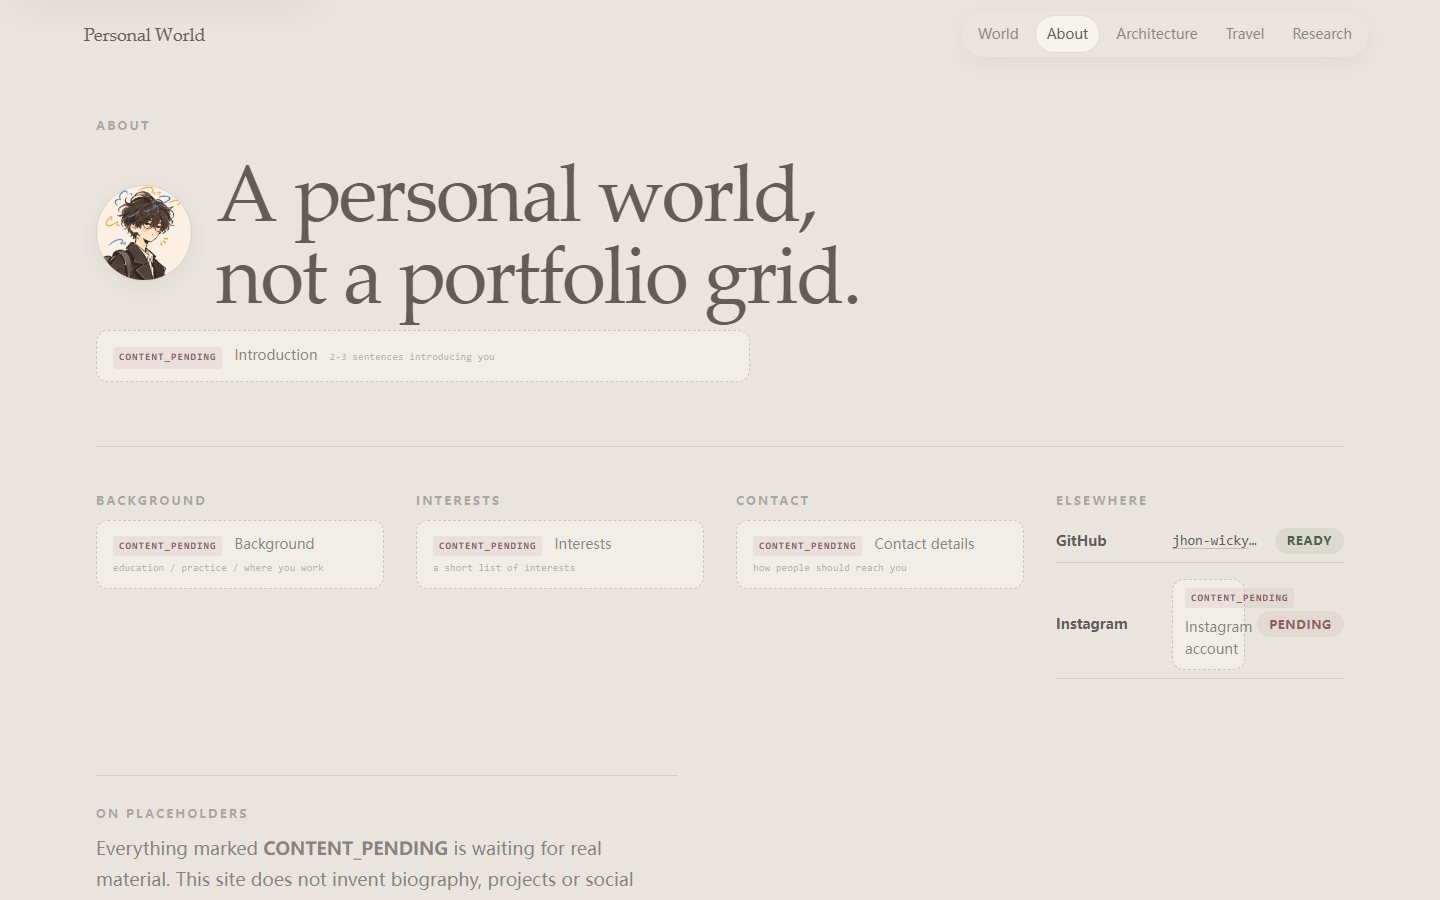 Personal World
World
About
Architecture
Travel
Research
ABOUT
A personal world,
not a portfolio grid.
CONTENT_PENDING Introduction 2–3 sentences introducing you
BACKGROUND
CONTENT_PENDING Background
education / practice / where you work
INTERESTS
CONTENT_PENDING Interests
a short list of interests
CONTACT
CONTENT_PENDING Contact details
how people should reach you
ELSEWHERE
GitHub jhon-wicky… READY
Instagram
CONTENT_PENDING
Instagram
account
PENDING
ON PLACEHOLDERS
Everything marked CONTENT_PENDING is waiting for real
material. This site does not invent biography, projects or social